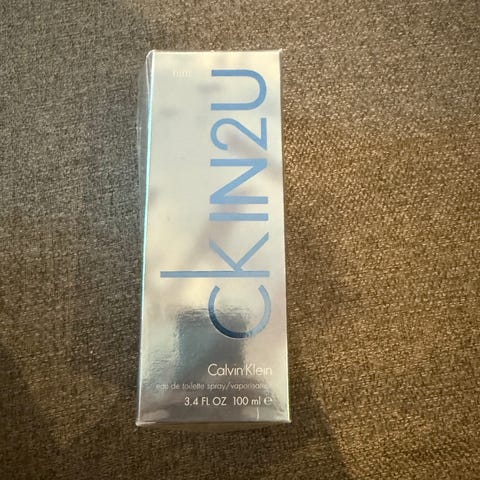 him
CKIN2U
Calvin Klein
eau de toilette spray/vaporisateur
3.4 FL OZ 100 ml ℮